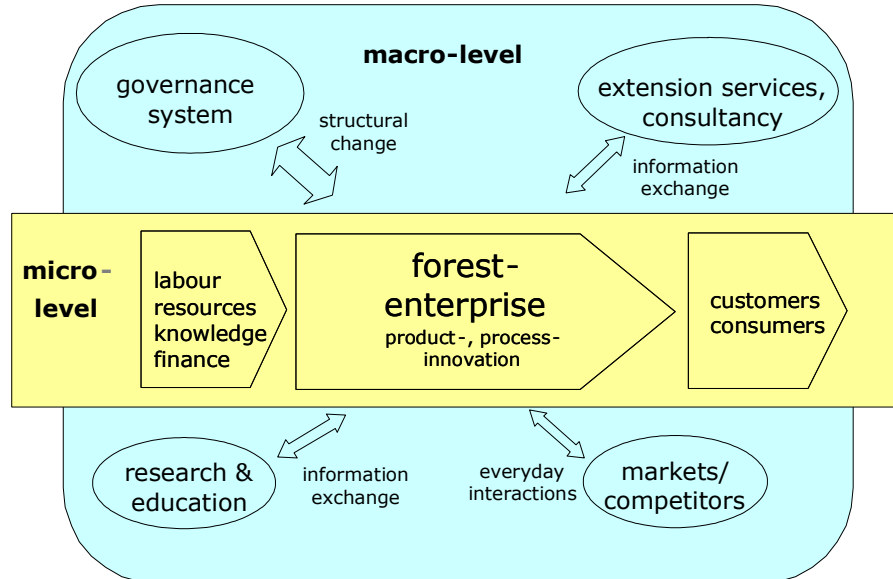 macro-level
governance
system
extension services,
consultancy
structural
change
information
exchange
micro-
level
labour
resources
knowledge
finance
forest-
enterprise
product-, process-
innovation
customers
consumers
research &
education
information
exchange
everyday
interactions
markets/
competitors